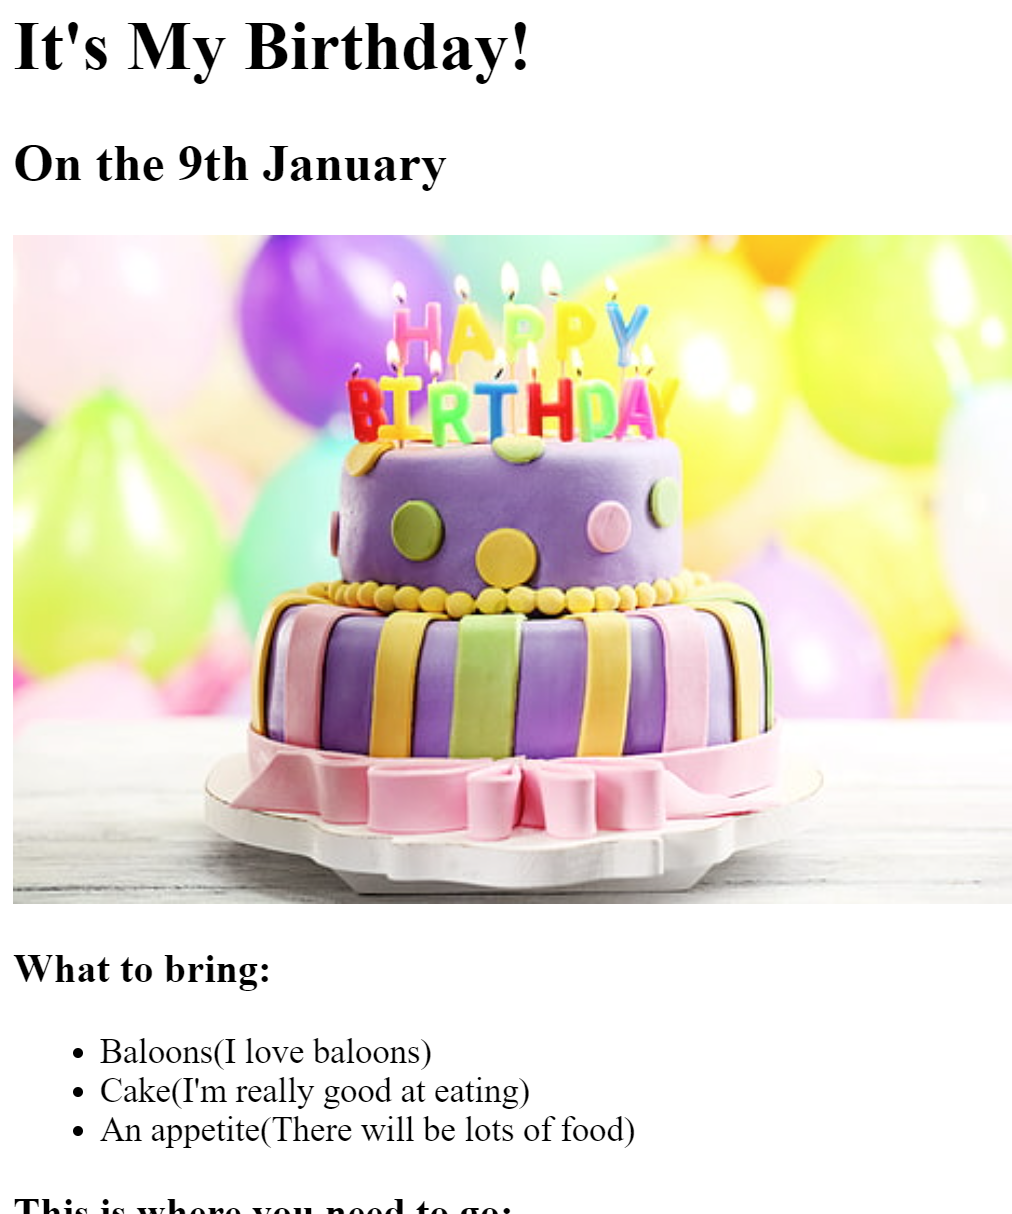 It's My Birthday!
On the 9th January
HAPPY
BIRTHDAY
What to bring:
Baloons(I love baloons)
Cake(I'm really good at eating)
An appetite(There will be lots of food)
This is where you need to go: